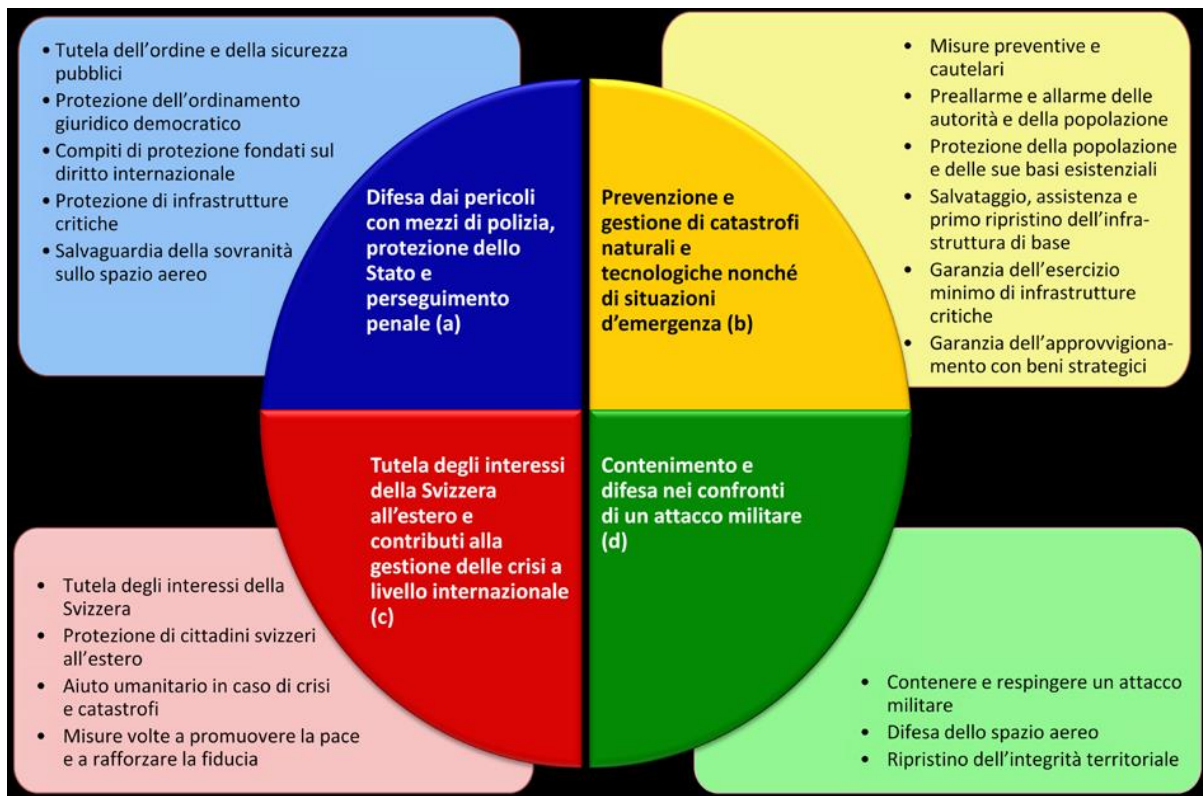 • Tutela dell'ordine e della sicurezza
pubblici
• Protezione dell'ordinamento
giuridico democratico
• Compiti di protezione fondati sul
diritto internazionale
• Protezione di infrastrutture
critiche
• Salvaguardia della sovranità
sullo spazio aereo
Difesa dai pericoli
con mezzi di polizia,
protezione dello
Stato e
perseguimento
penale (a)
Prevenzione e
gestione di catastrofi
naturali e
tecnologiche nonché
di situazioni
d'emergenza (b)
• Misure preventive e
cautelari
• Preallarme e allarme delle
autorità e della popolazione
• Protezione della popolazione
e delle sue basi esistenziali
• Salvataggio, assistenza e
primo ripristino dell'infra-
struttura di base
• Garanzia dell'esercizio
minimo di infrastrutture
critiche
• Garanzia dell'approvvigiona-
mento con beni strategici
Tutela degli interessi
della Svizzera
all'estero e
contributi alla
gestione delle crisi a
livello internazionale
(c)
Contenimento e
difesa nei confronti
di un attacco militare
(d)
• Tutela degli interessi della
Svizzera
• Protezione di cittadini svizzeri
all'estero
• Aiuto umanitario in caso di crisi
e catastrofi
• Misure volte a promuovere la pace
e a rafforzare la fiducia
• Contenere e respingere un attacco
militare
• Difesa dello spazio aereo
• Ripristino dell'integrità territoriale